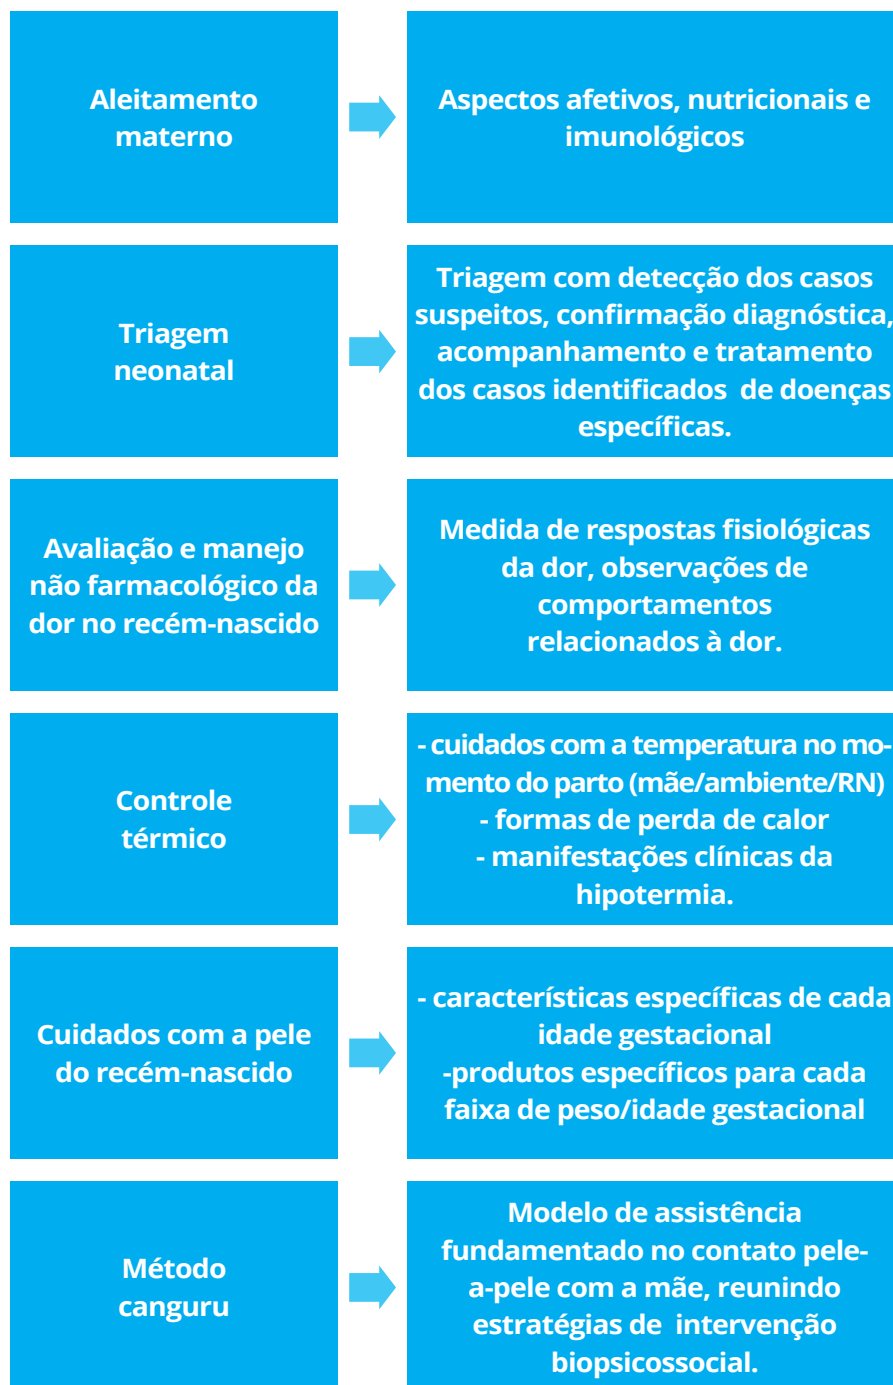 Aleitamento
materno
Aspectos afetivos, nutricionais e
imunológicos
Triagem
neonatal
Triagem com detecção dos casos
suspeitos, confirmação diagnóstica,
acompanhamento e tratamento
dos casos identificados de doenças
específicas.
Avaliação e manejo
não farmacológico da
dor no recém-nascido
Medida de respostas fisiológicas
da dor, observações de
comportamentos
relacionados à dor.
Controle
térmico
- cuidados com a temperatura no mo-
mento do parto (mãe/ambiente/RN)
- formas de perda de calor
- manifestações clínicas da
hipotermia.
Cuidados com a pele
do recém-nascido
- características específicas de cada
idade gestacional
-produtos específicos para cada
faixa de peso/idade gestacional
Método
canguru
Modelo de assistência
fundamentado no contato pele-
a-pele com a mãe, reunindo
estratégias de intervenção
biopsicossocial.